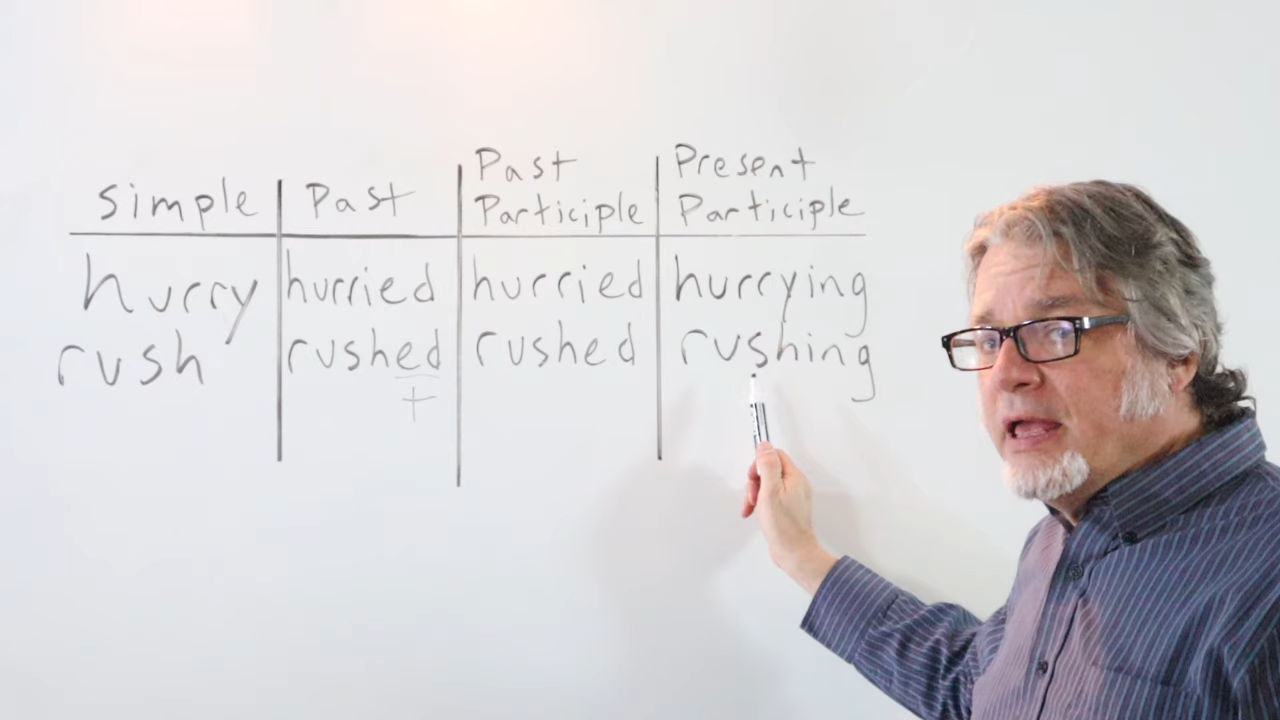 simple Past Past Participle Present Participle
hurry hurried hurried hurrying
rush rushed rushed rushing
t